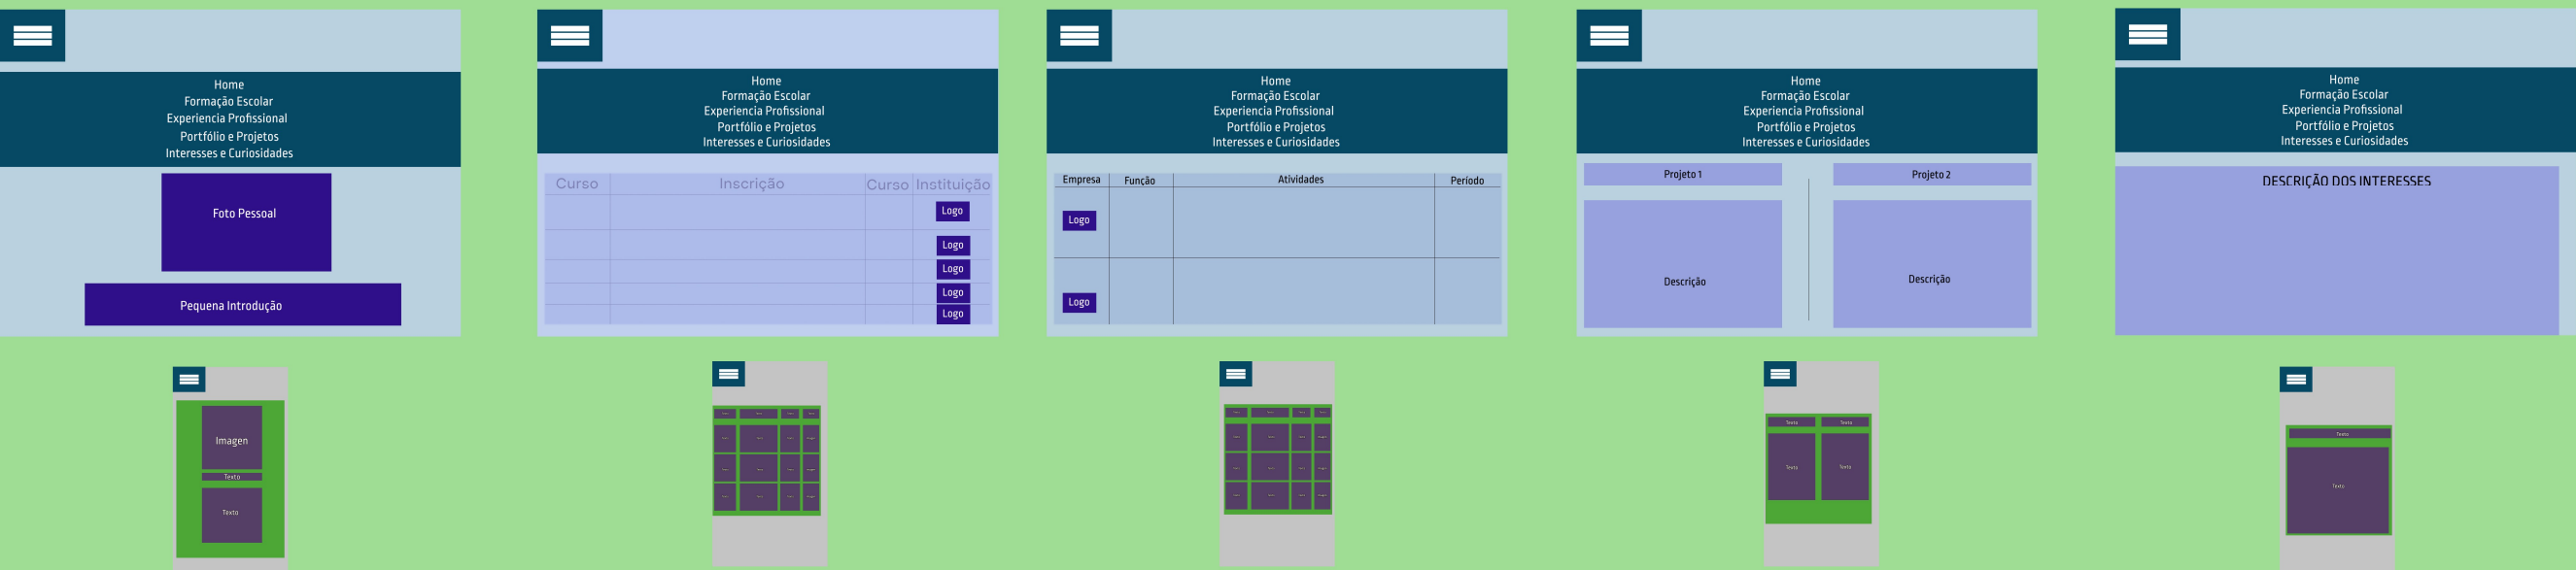 Home
Formação Escolar
Experiencia Profissional
Portfólio e Projetos
Interesses e Curiosidades
Foto Pessoal
Pequena Introdução
Home
Formação Escolar
Experiencia Profissional
Portfólio e Projetos
Interesses e Curiosidades
Curso Inscrição Curso Instituição
Logo
Logo
Logo
Logo
Logo
Home
Formação Escolar
Experiencia Profissional
Portfólio e Projetos
Interesses e Curiosidades
Empresa Função Atividades Período
Logo
Logo
Home
Formação Escolar
Experiencia Profissional
Portfólio e Projetos
Interesses e Curiosidades
Projeto 1 Projeto 2
Descrição Descrição
Home
Formação Escolar
Experiencia Profissional
Portfólio e Projetos
Interesses e Curiosidades
DESCRIÇÃO DOS INTERESSES
Imagen
Texto
Texto
Texto Texto
Texto Texto
Texto
Texto